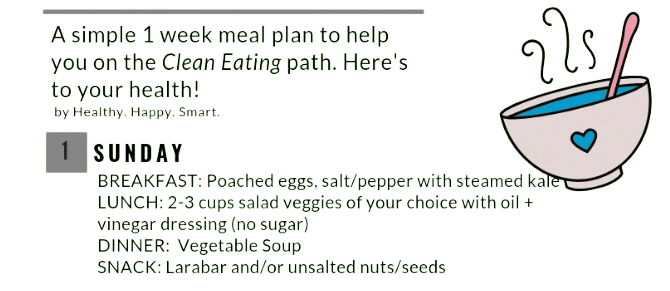 A simple 1 week meal plan to help
you on the Clean Eating path. Here's
to your health!
by Healthy. Happy. Smart.
1 SUNDAY
BREAKFAST: Poached eggs, salt/pepper with steamed kale
LUNCH: 2-3 cups salad veggies of your choice with oil +
vinegar dressing (no sugar)
DINNER: Vegetable Soup
SNACK: Larabar and/or unsalted nuts/seeds